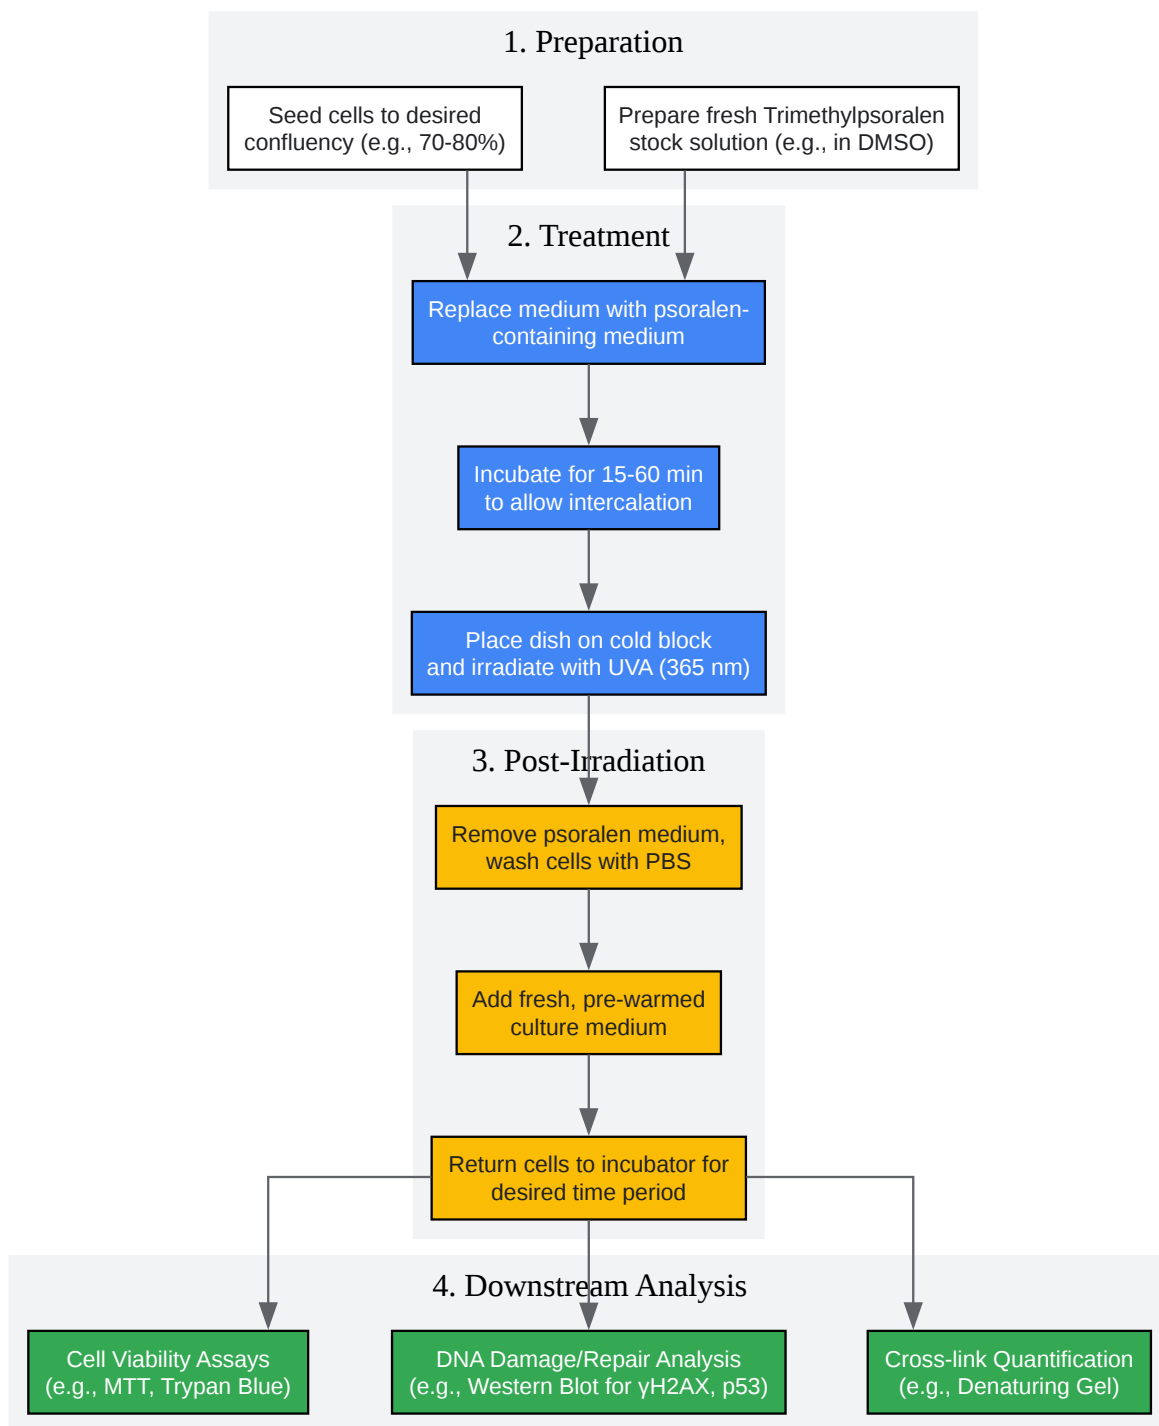 1. Preparation
Seed cells to desired
confluency (e.g., 70-80%)
Prepare fresh Trimethylpsoralen
stock solution (e.g., in DMSO)
2. Treatment
Replace medium with psoralen-
containing medium
Incubate for 15-60 min
to allow intercalation
Place dish on cold block
and irradiate with UVA (365 nm)
3. Post-Irradiation
Remove psoralen medium,
wash cells with PBS
Add fresh, pre-warmed
culture medium
Return cells to incubator for
desired time period
4. Downstream Analysis
Cell Viability Assays
(e.g., MTT, Trypan Blue)
DNA Damage/Repair Analysis
(e.g., Western Blot for γH2AX, p53)
Cross-link Quantification
(e.g., Denaturing Gel)